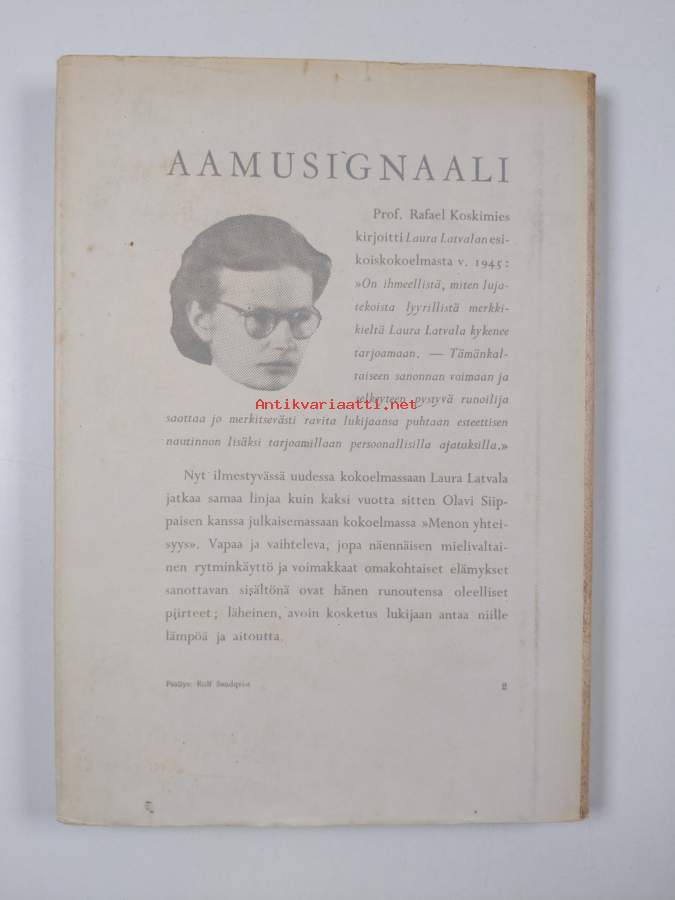 AAMUSIGNAALI
Prof. Rafael Koskimies
kirjoitti Laura Latvalan esi-
koiskokoelmasta v. 1945:
»On ihmeellistä, miten luja-
tekoista lyyrillistä merkki-
kieltä Laura Latvala kykenee
tarjoamaan. — Tämänkal-
taiseen sanonnan voimaan ja
selkeyteen pystyvä runoilija
Antikvariaatti.net
saattaa jo merkitsevästi ravita lukijaansa puhtaan esteettisen
nautinnon lisäksi tarjoamillaan persoonallisilla ajatuksilla.»
Nyt ilmestyvässä uudessa kokoelmassaan Laura Latvala
jatkaa samaa linjaa kuin kaksi vuotta sitten Olavi Siip-
paisen kanssa julkaisemassaan kokoelmassa »Menon yhtei-
syys». Vapaa ja vaihteleva, jopa näennäisen mielivaltai-
nen rytminkäyttö ja voimakkaat omakohtaiset elämykset
sanottavan sisältönä ovat hänen runoutensa oleelliset
piirteet; läheinen, avoin kosketus lukijaan antaa niille
lämpöä ja aitoutta.
Päällys: Rolf Sandqvist